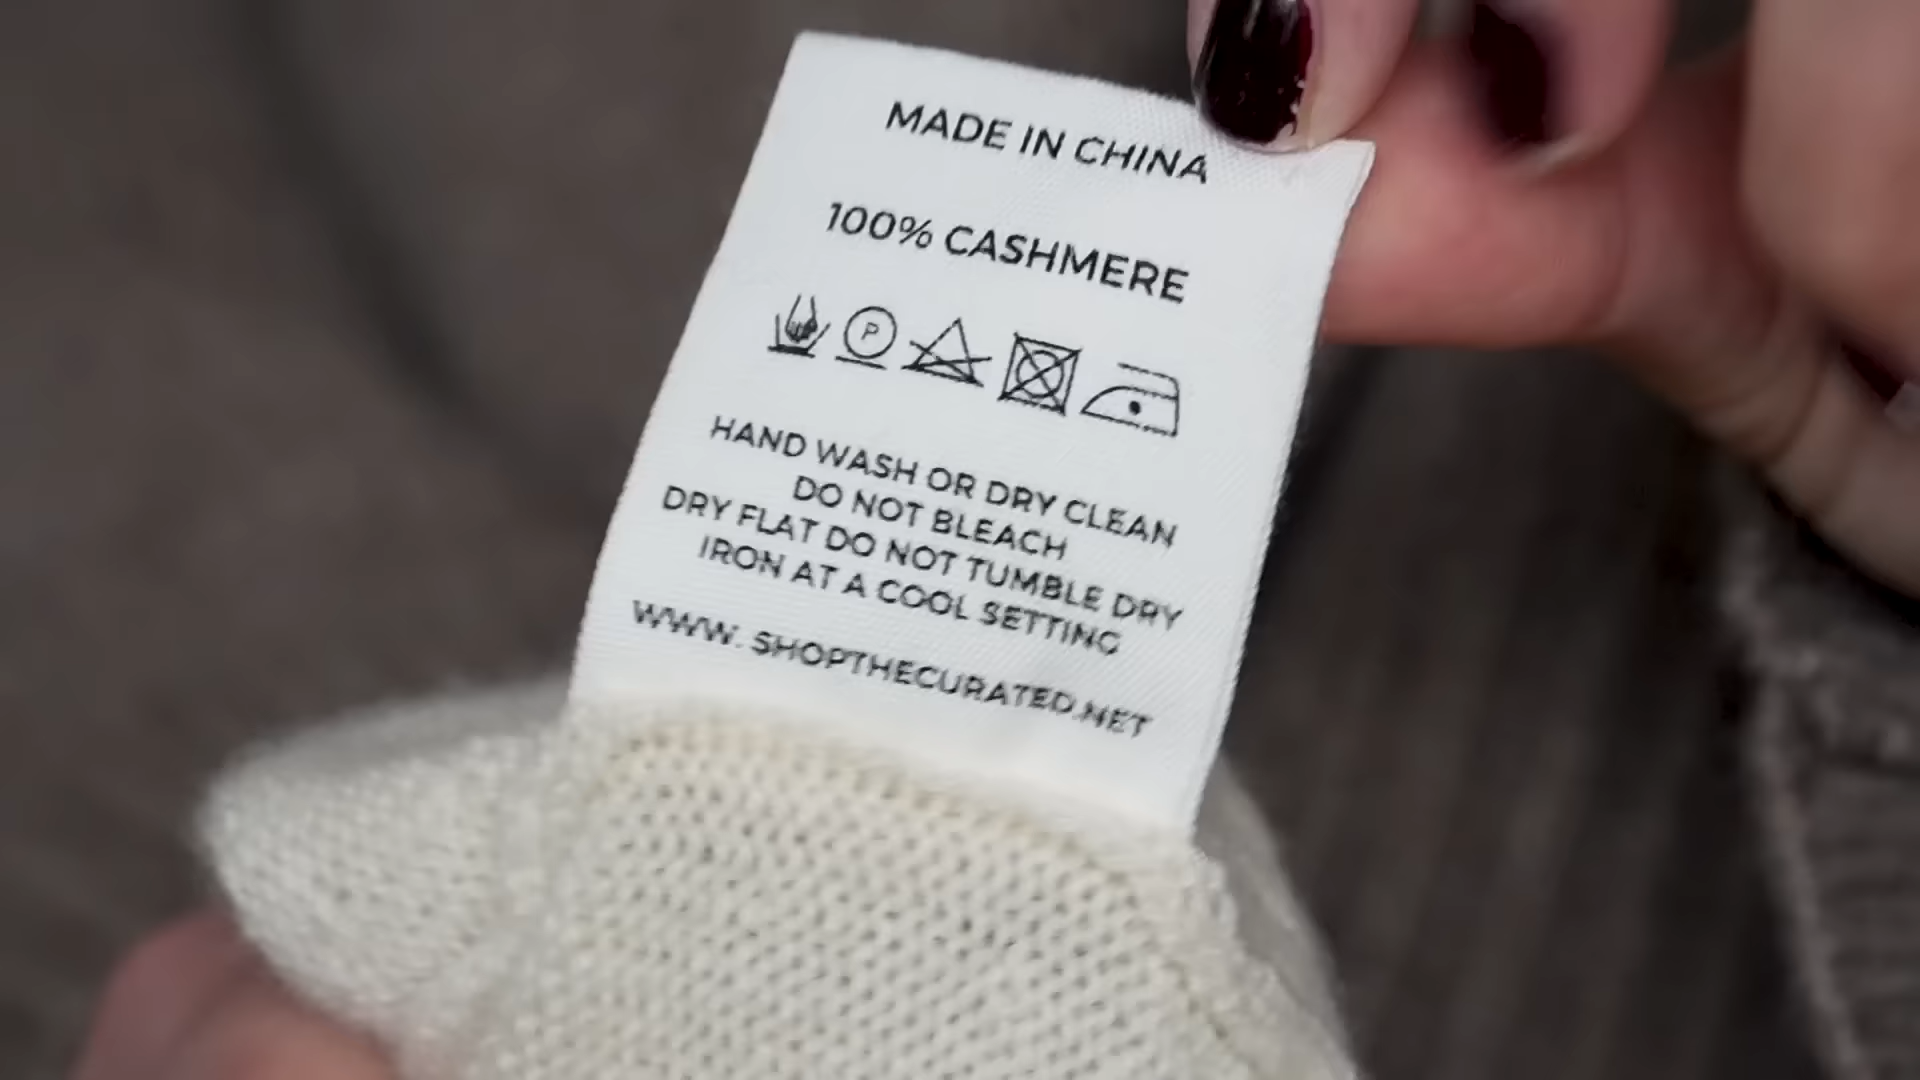 MADE IN CHINA
100% CASHMERE
P
HAND WASH OR DRY CLEAN
DO NOT BLEACH
DRY FLAT DO NOT TUMBLE DRY
IRON AT A COOL SETTING
WWW. SHOPTHECURATED.NET